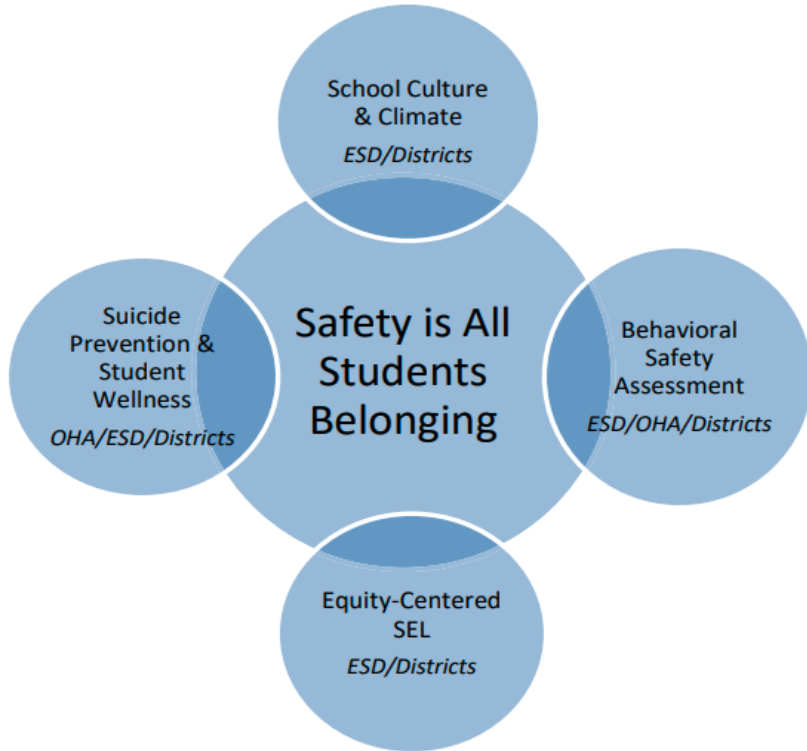 School Culture
& Climate
ESD/Districts
Suicide
Prevention &
Student
Wellness
OHA/ESD/Districts
Safety is All
Students
Belonging
Behavioral
Safety
Assessment
ESD/OHA/Districts
Equity-Centered
SEL
ESD/Districts